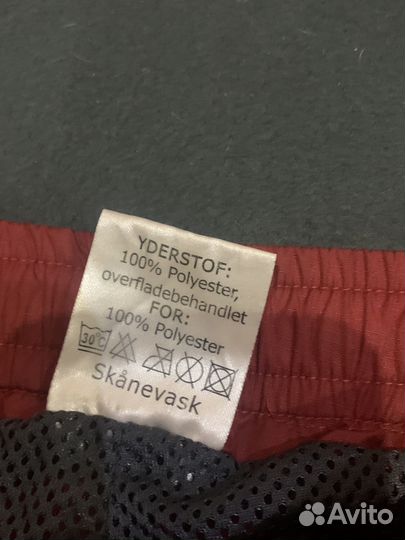 YDERSTOF:
100% Polyester,
overfladebehandlet
FOR:
100% Polyester
30°C
Skånevask
Avito